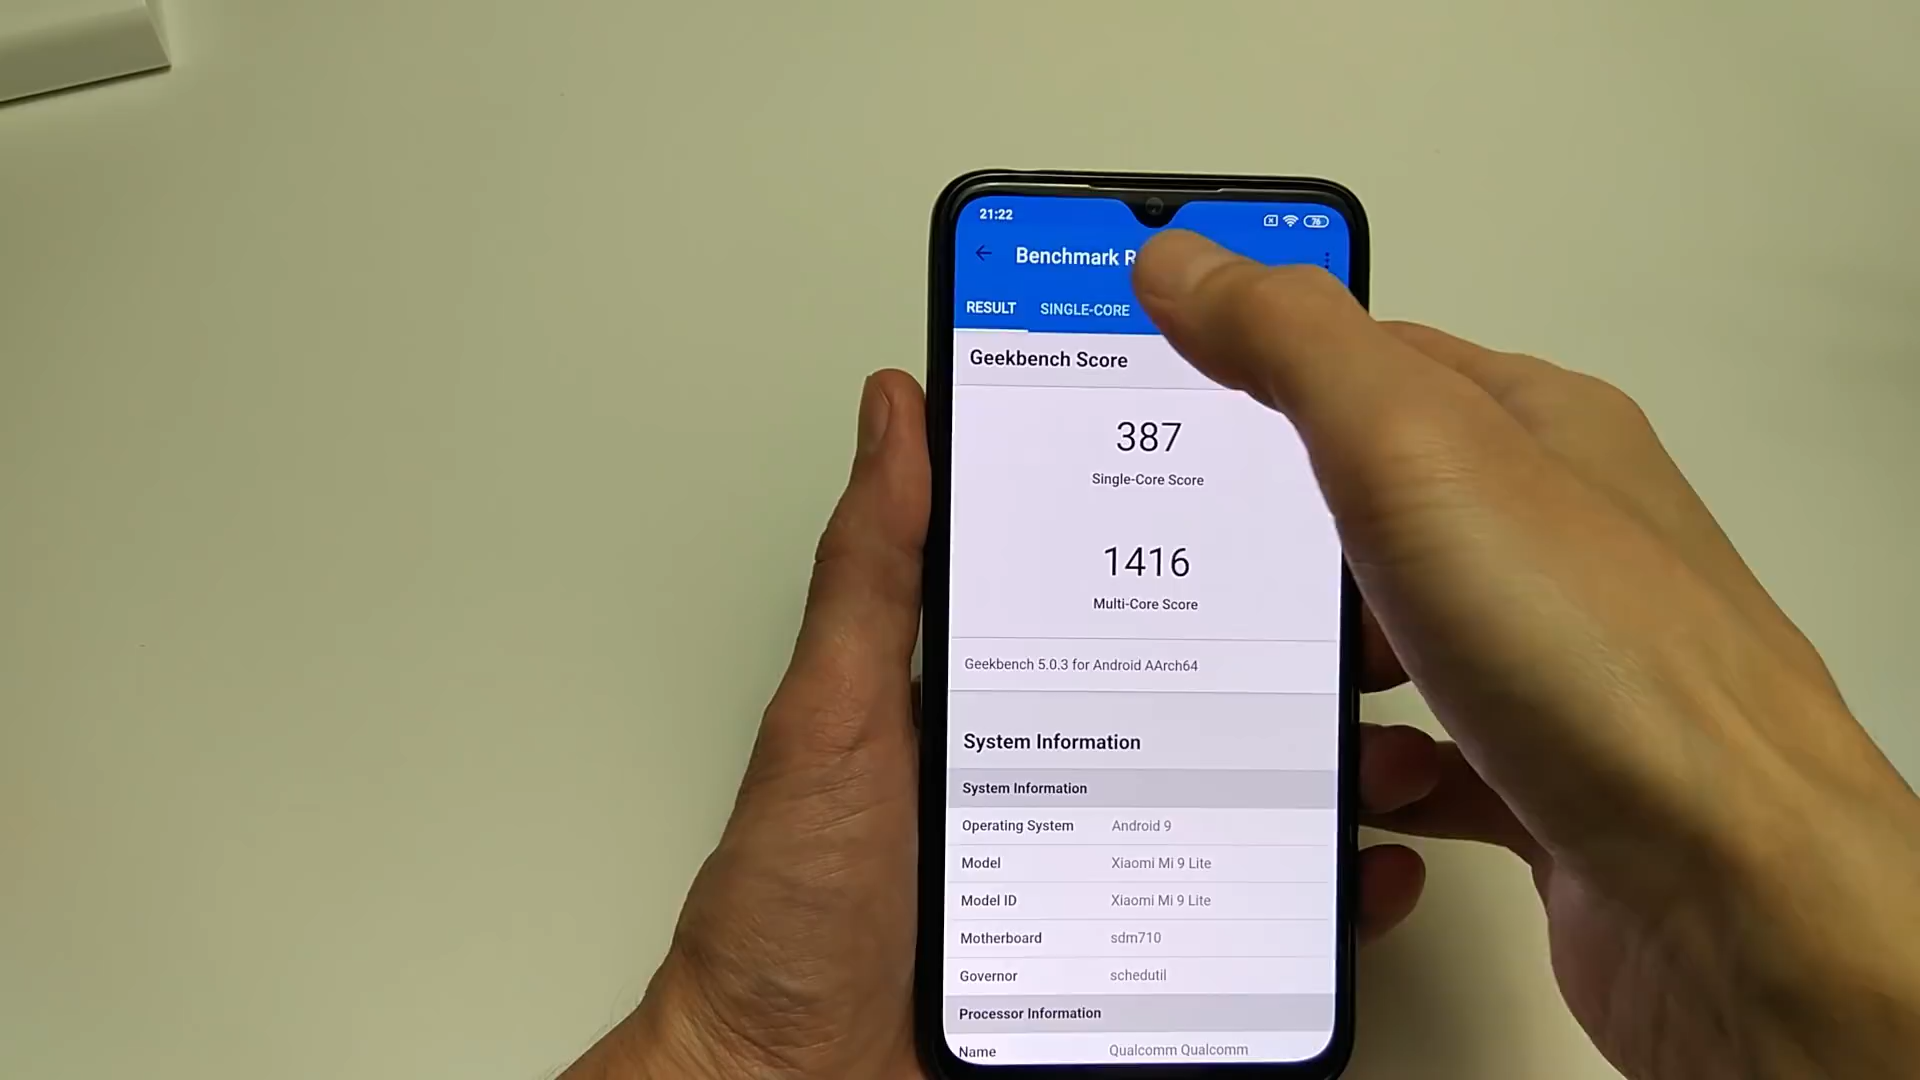 21:22
76
Benchmark R
RESULT SINGLE-CORE
Geekbench Score
387
Single-Core Score
1416
Multi-Core Score
Geekbench 5.0.3 for Android AArch64
System Information
System Information
Operating System Android 9
Model Xiaomi Mi 9 Lite
Model ID Xiaomi Mi 9 Lite
Motherboard sdm710
Governor schedutil
Processor Information
Name Qualcomm Qualcomm